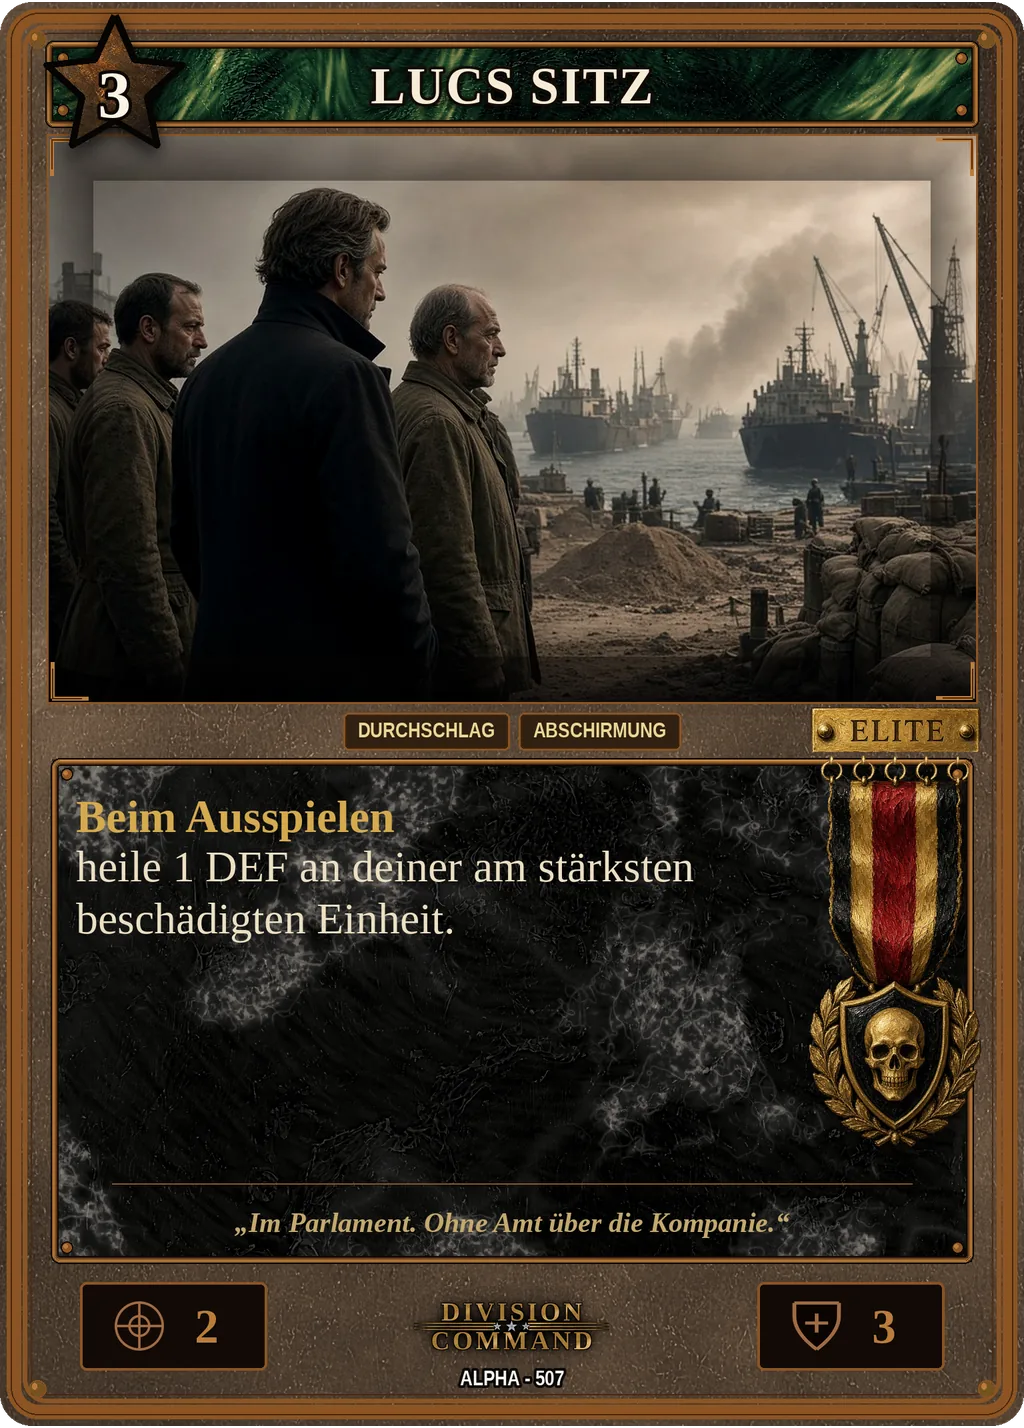 3
LUCS SITZ
DURCHSCHLAG
ABSCHIRMUNG
ELITE
Beim Ausspielen
heile 1 DEF an deiner am stärksten
beschädigten Einheit.
„Im Parlament. Ohne Amt über die Kompanie.“
2
DIVISION
COMMAND
3
ALPHA - 507